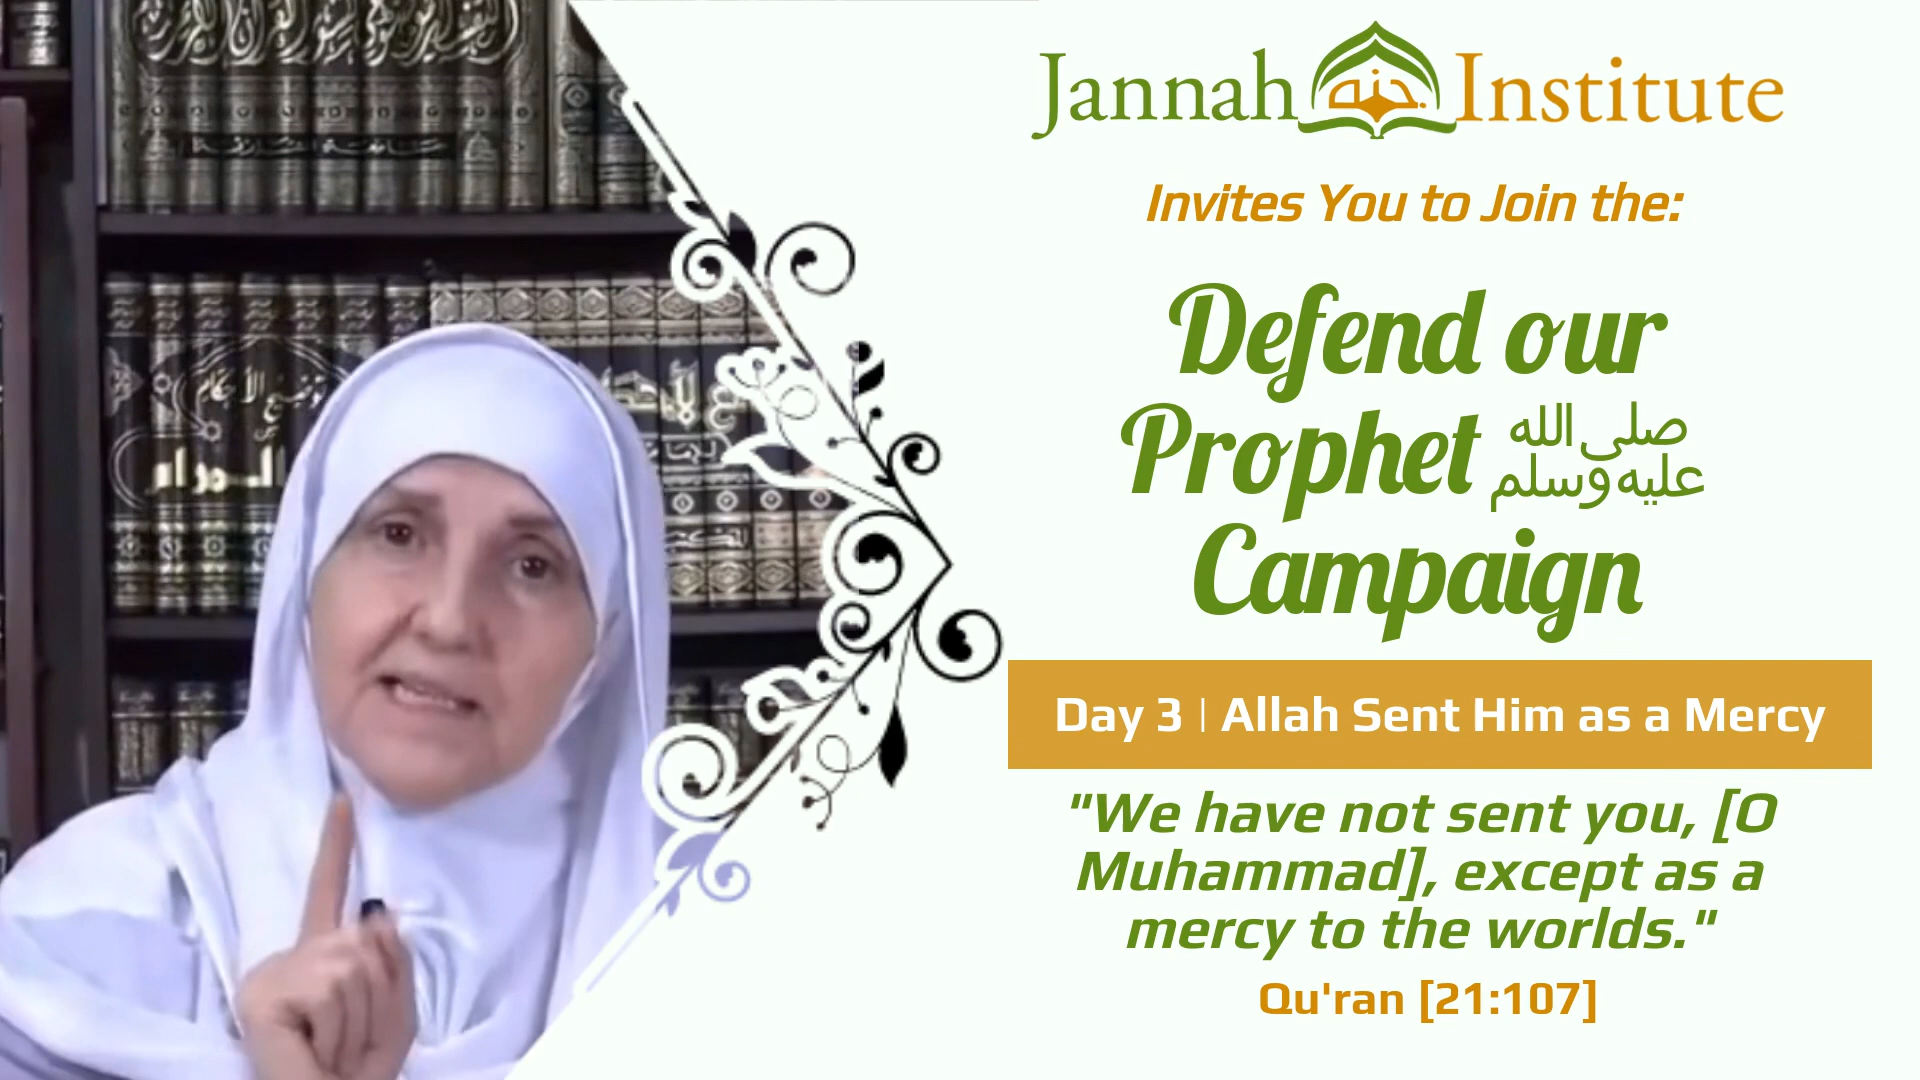 Jannah جنة Institute
Invites You to Join the:
Defend our
Prophet صلى الله عليه وسلم
Campaign
Day 3 | Allah Sent Him as a Mercy
"We have not sent you, [O
Muhammad], except as a
mercy to the worlds."
Qu'ran [21:107]
توضيح الأحكام